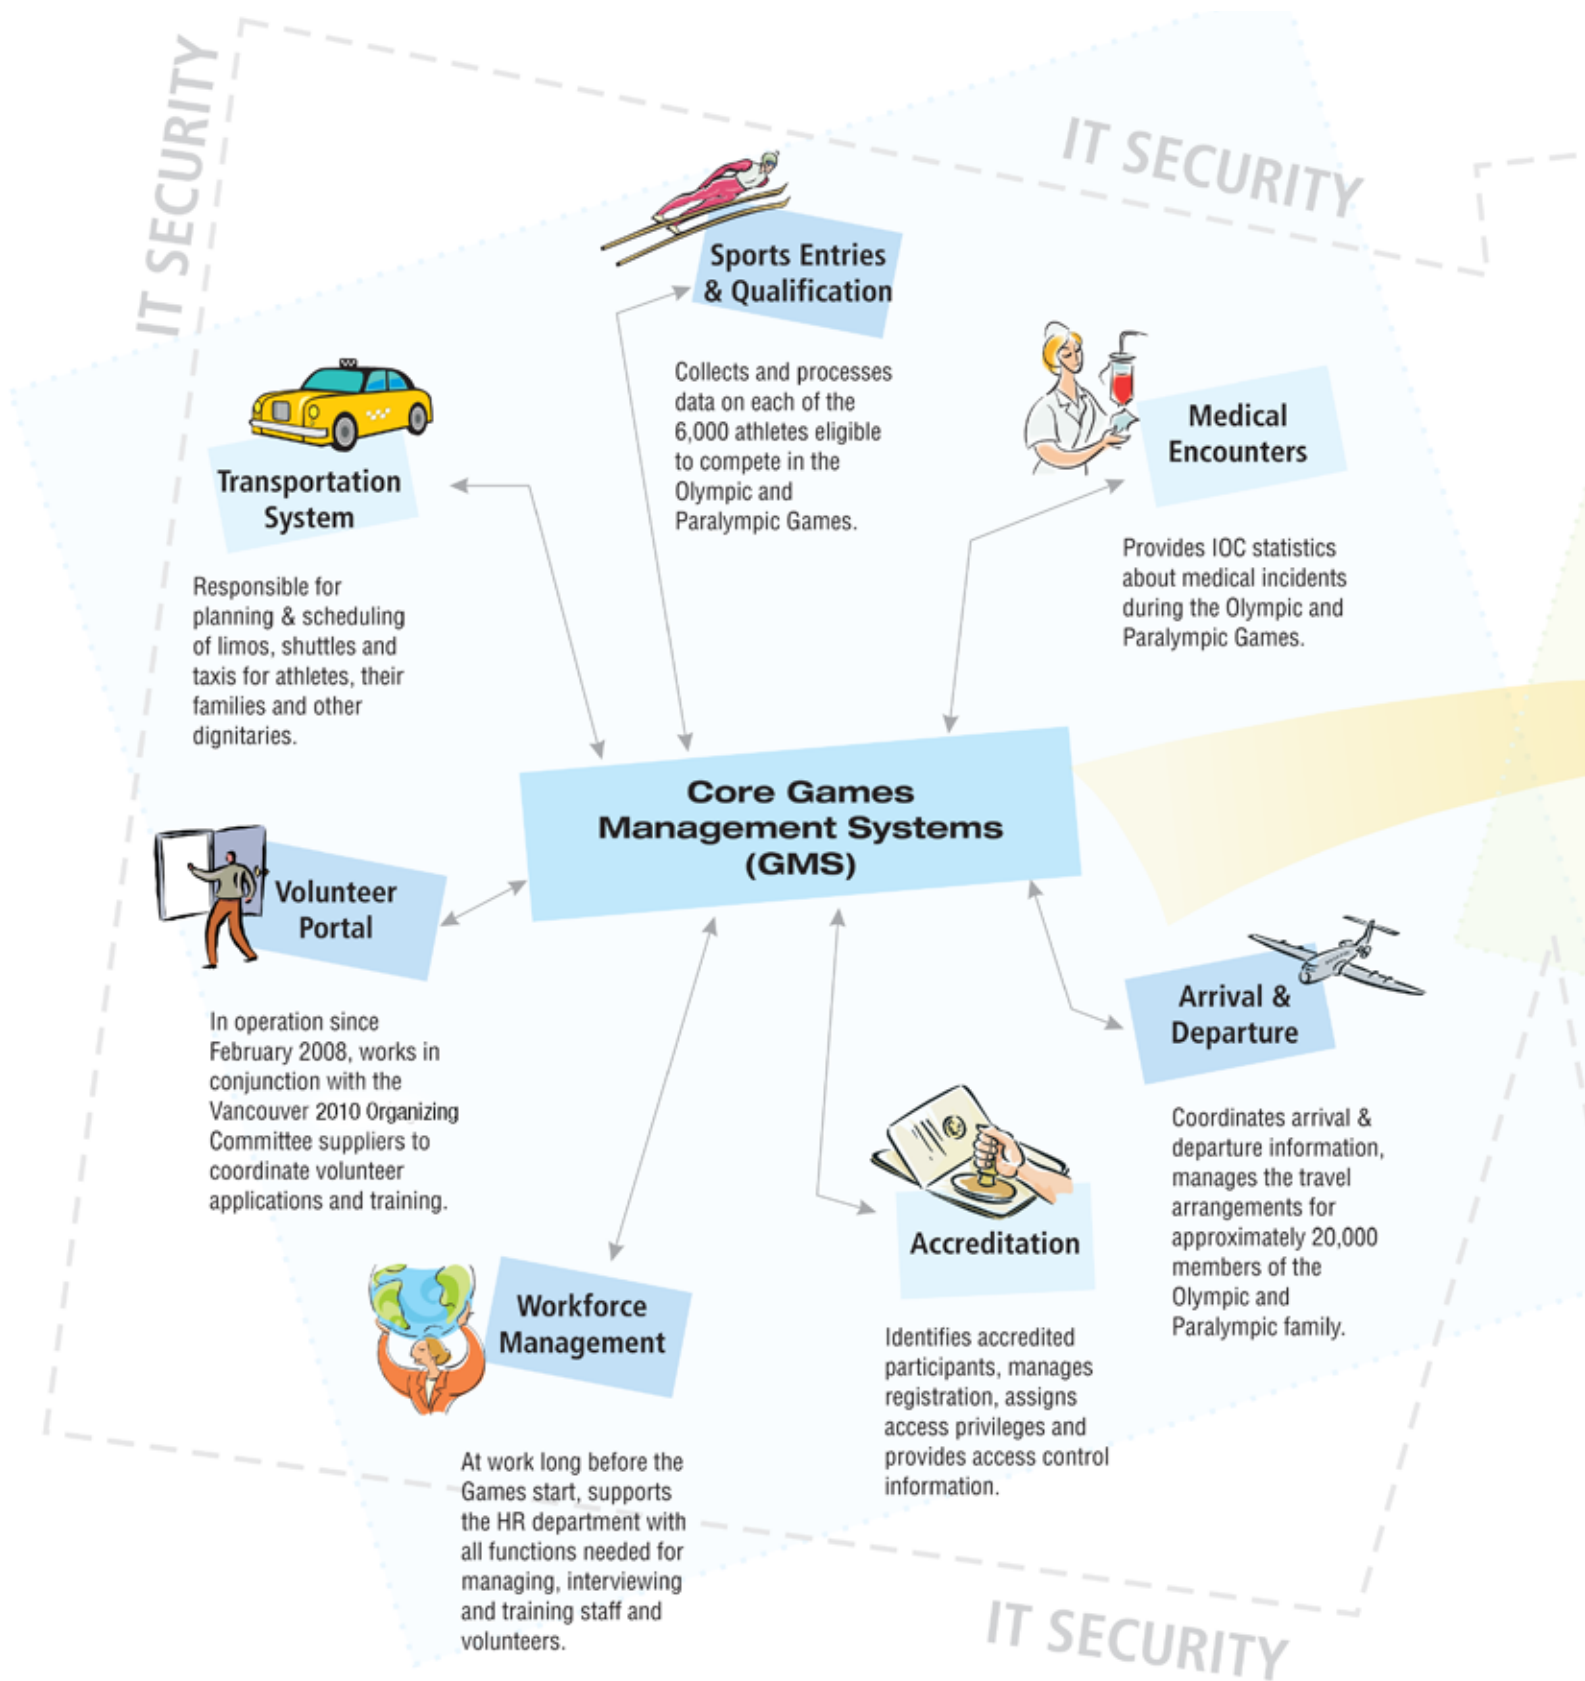 IT SECURITY
IT SECURITY
Sports Entries
& Qualification
Collects and processes
data on each of the
6,000 athletes eligible
to compete in the
Olympic and
Paralympic Games.
Medical
Encounters
Provides IOC statistics
about medical incidents
during the Olympic and
Paralympic Games.
Transportation
System
Responsible for
planning & scheduling
of limos, shuttles and
taxis for athletes, their
families and other
dignitaries.
Core Games
Management Systems
(GMS)
Volunteer
Portal
In operation since
February 2008, works in
conjunction with the
Vancouver 2010 Organizing
Committee suppliers to
coordinate volunteer
applications and training.
Arrival &
Departure
Coordinates arrival &
departure information,
manages the travel
arrangements for
approximately 20,000
members of the
Olympic and
Paralympic family.
Accreditation
Identifies accredited
participants, manages
registration, assigns
access privileges and
provides access control
information.
Workforce
Management
At work long before the
Games start, supports
the HR department with
all functions needed for
managing, interviewing
and training staff and
volunteers.
IT SECURITY